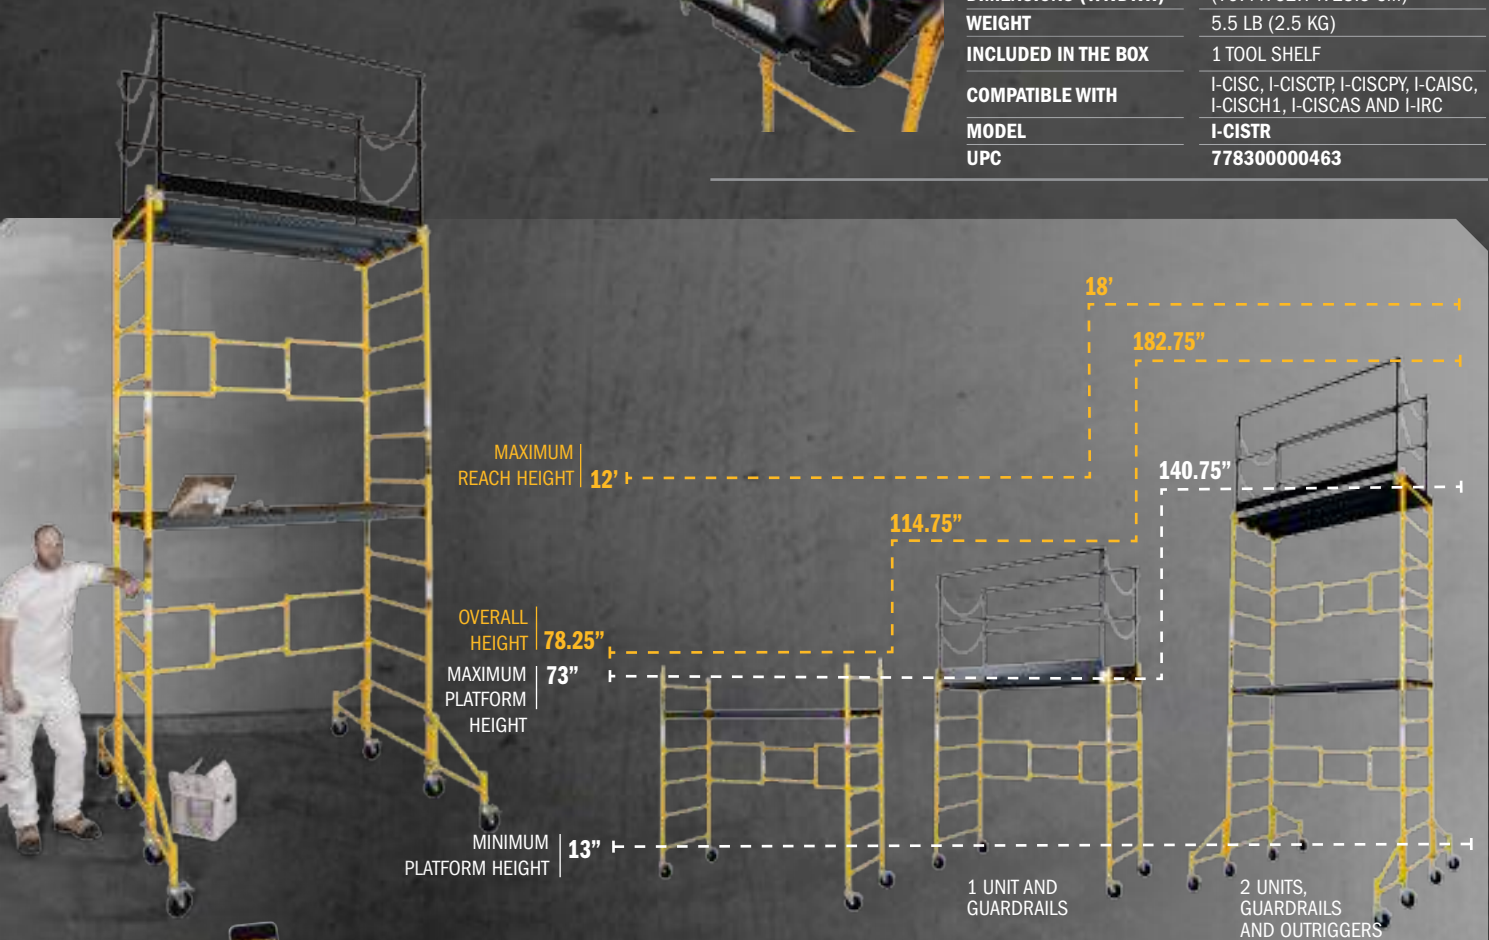 WEIGHT 5.5 LB (2.5 KG)
INCLUDED IN THE BOX 1 TOOL SHELF
COMPATIBLE WITH I-CISC, I-CISCTP, I-CISCPY, I-CAISC,
I-CISCH1, I-CISCAS AND I-IRC
MODEL I-CISTR
UPC 778300000463
18’
182.75”
MAXIMUM
REACH HEIGHT 12’
140.75”
114.75”
OVERALL
HEIGHT 78.25”
MAXIMUM 73”
PLATFORM
HEIGHT
MINIMUM
PLATFORM HEIGHT 13”
1 UNIT AND
GUARDRAILS
2 UNITS,
GUARDRAILS
AND OUTRIGGERS